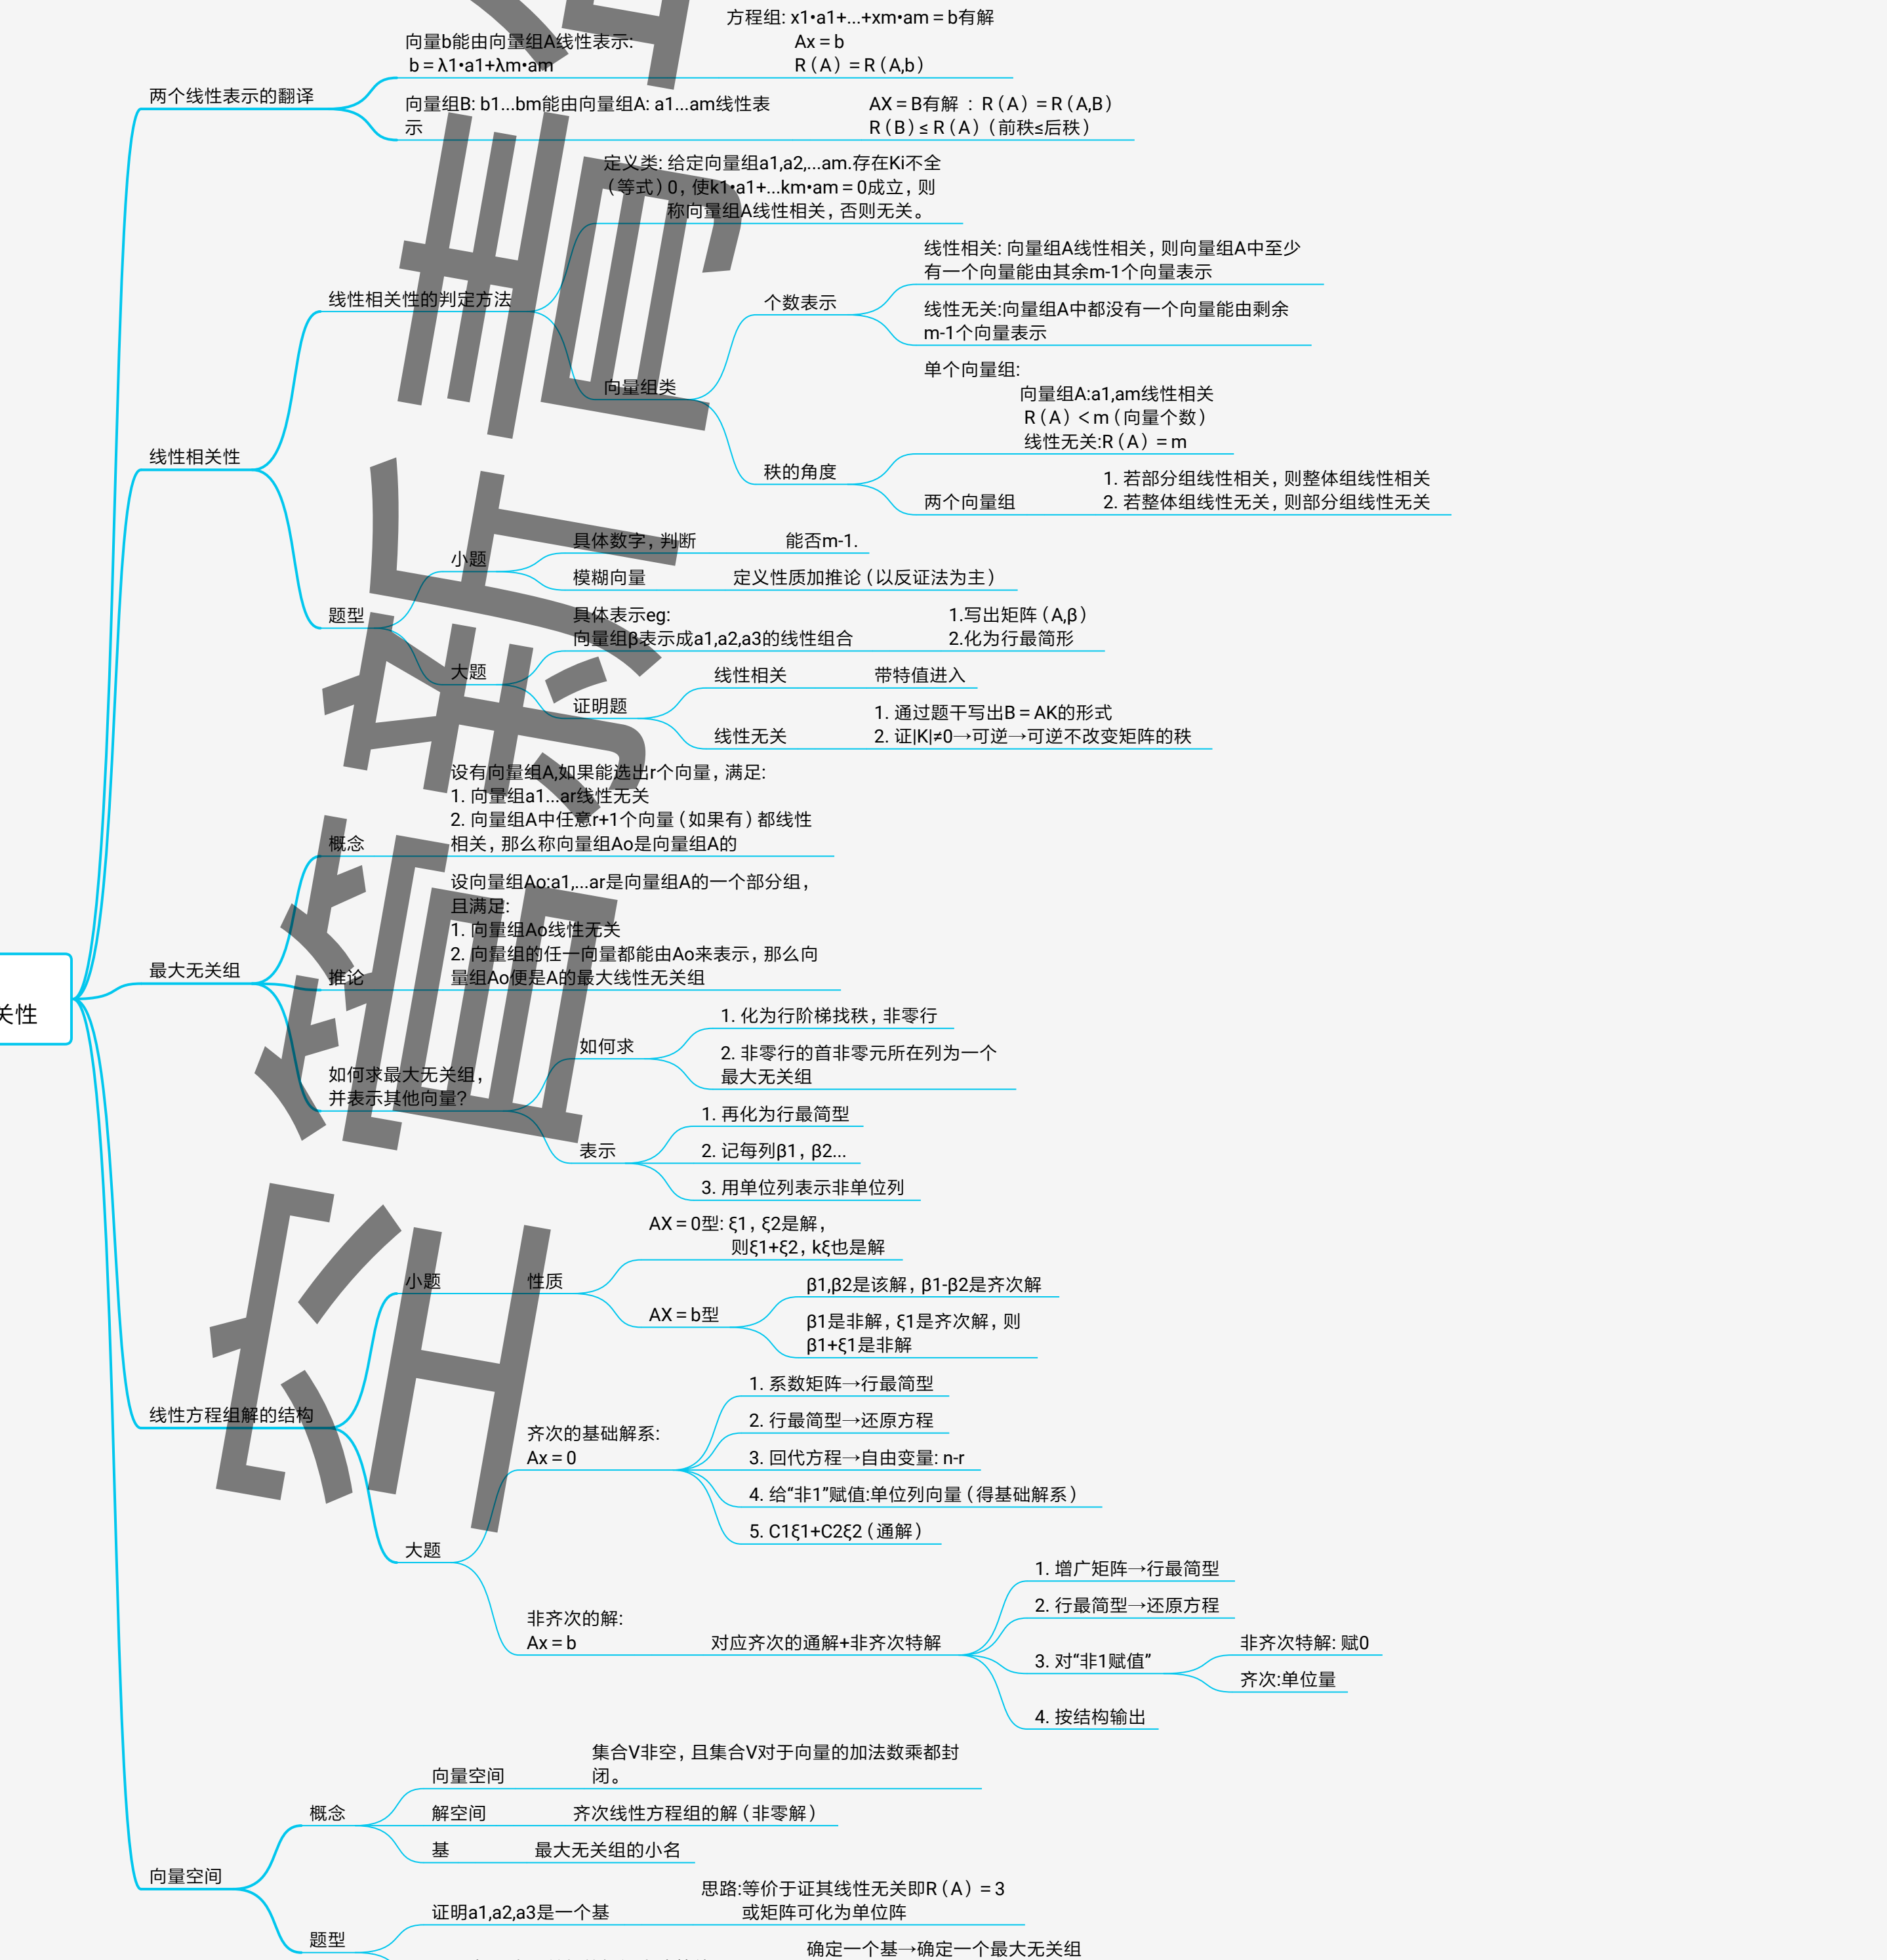 方程组: x1•a1+...+xm•am＝b有解
向量b能由向量组A线性表示:
Ax＝b
b＝λ1•a1+λm•am
R（A）＝R（A,b）
两个线性表示的翻译
向量组B: b1...bm能由向量组A: a1...am线性表
示
AX＝B有解 ：R（A）＝R（A,B）
R（B）≤ R（A）（前秩≤后秩）
定义类: 给定向量组a1,a2,...am.存在Ki不全
（等式）0，使k1•a1+...km•am＝0成立，则
称向量组A线性相关，否则无关。
线性相关性的判定方法
线性相关: 向量组A线性相关，则向量组A中至少
有一个向量能由其余m-1个向量表示
个数表示
线性无关:向量组A中都没有一个向量能由剩余
m-1个向量表示
向量组类
单个向量组:
向量组A:a1,am线性相关
R（A）＜m（向量个数）
线性无关:R（A）＝m
秩的角度
两个向量组
1. 若部分组线性相关，则整体组线性相关
2. 若整体组线性无关，则部分组线性无关
线性相关性
小题
具体数字，判断
能否m-1.
模糊向量
定义性质加推论（以反证法为主）
题型
具体表示eg:
向量组β表示成a1,a2,a3的线性组合
1.写出矩阵（A,β）
2.化为行最简形
大题
线性相关
带特值进入
证明题
线性无关
1. 通过题干写出B＝AK的形式
2. 证|K|≠0→可逆→可逆不改变矩阵的秩
设有向量组A,如果能选出r个向量，满足:
1. 向量组a1...ar线性无关
2. 向量组A中任意r+1个向量（如果有）都线性
相关，那么称向量组Ao是向量组A的
概念
设向量组Ao:a1,...ar是向量组A的一个部分组，
且满足:
1. 向量组Ao线性无关
2. 向量组的任一向量都能由Ao来表示，那么向
量组Ao便是A的最大线性无关组
推论
最大无关组
关性
如何求最大无关组，
并表示其他向量？
如何求
1. 化为行阶梯找秩，非零行
2. 非零行的首非零元所在列为一个
最大无关组
表示
1. 再化为行最简型
2. 记每列β1，β2...
3. 用单位列表示非单位列
AX＝0型: ξ1，ξ2是解，
则ξ1+ξ2，kξ也是解
小题
性质
AX＝b型
β1,β2是该解，β1-β2是齐次解
β1是非解，ξ1是齐次解，则
β1+ξ1是非解
线性方程组解的结构
齐次的基础解系:
Ax＝0
1. 系数矩阵→行最简型
2. 行最简型→还原方程
3. 回代方程→自由变量: n-r
4. 给“非1”赋值:单位列向量（得基础解系）
5. C1ξ1+C2ξ2（通解）
大题
非齐次的解:
Ax＝b
对应齐次的通解+非齐次特解
1. 增广矩阵→行最简型
2. 行最简型→还原方程
3. 对“非1赋值”
非齐次特解: 赋0
齐次:单位量
4. 按结构输出
集合V非空，且集合V对于向量的加法数乘都封
闭。
向量空间
概念
解空间
齐次线性方程组的解（非零解）
基
最大无关组的小名
向量空间
题型
证明a1,a2,a3是一个基
思路:等价于证其线性无关即R（A）＝3
或矩阵可化为单位阵
确定一个基→确定一个最大无关组